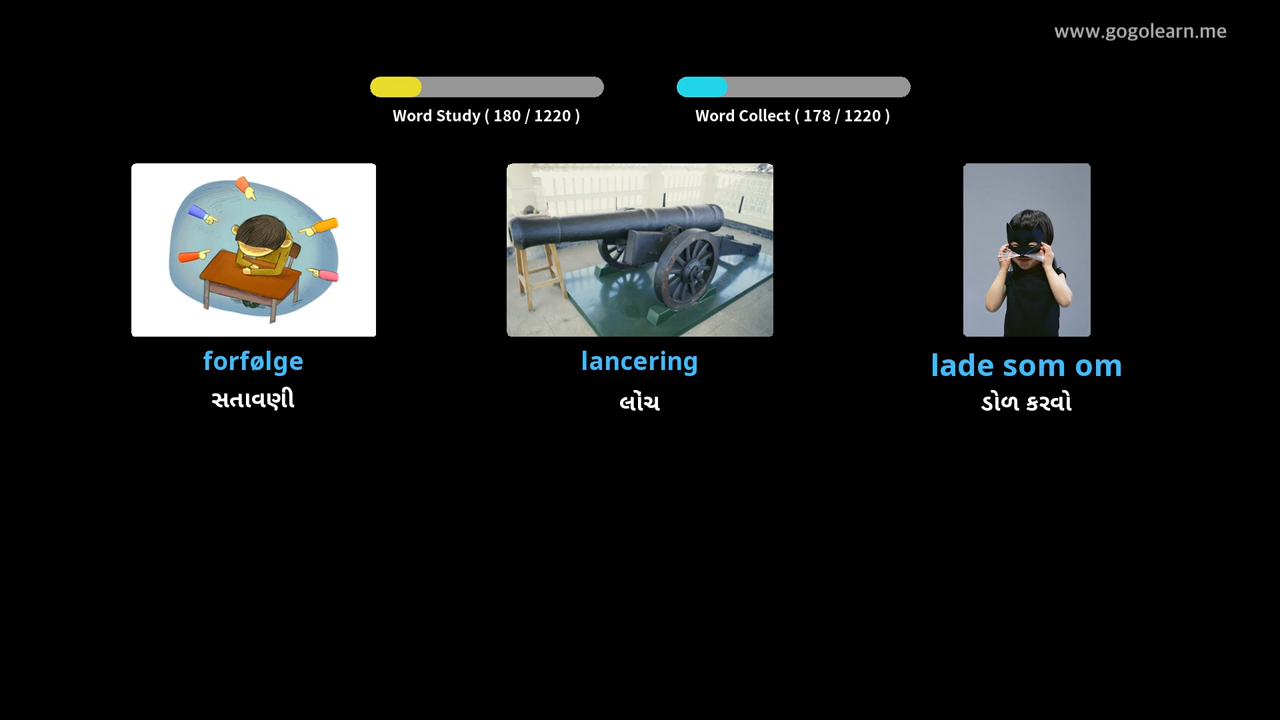 www.gogolearn.me
Word Study ( 180 / 1220 )
Word Collect ( 178 / 1220 )
forfølge
lancering
lade som om
સતાવણી
લોંચ
ડોળ કરવો